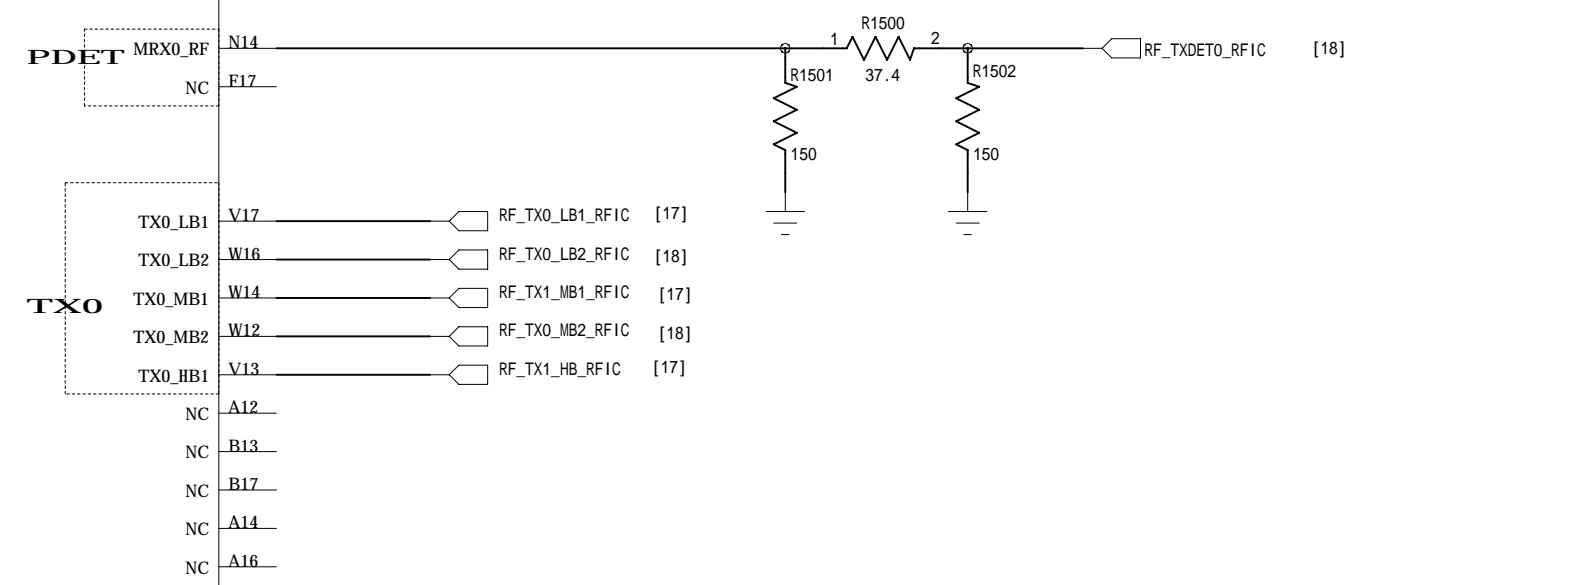 R1500
PDET MRX0_RF N14 1 2 RF_TXDET0_RFIC [18]
R1501 37.4 R1502
NC F17
150 150
TX0_LB1 V17 RF_TX0_LB1_RFIC [17]
TX0_LB2 W16 RF_TX0_LB2_RFIC [18]
TX0 TX0_MB1 W14 RF_TX1_MB1_RFIC [17]
TX0_MB2 W12 RF_TX0_MB2_RFIC [18]
TX0_HB1 V13 RF_TX1_HB_RFIC [17]
NC A12
NC B13
NC B17
NC A14
NC A16